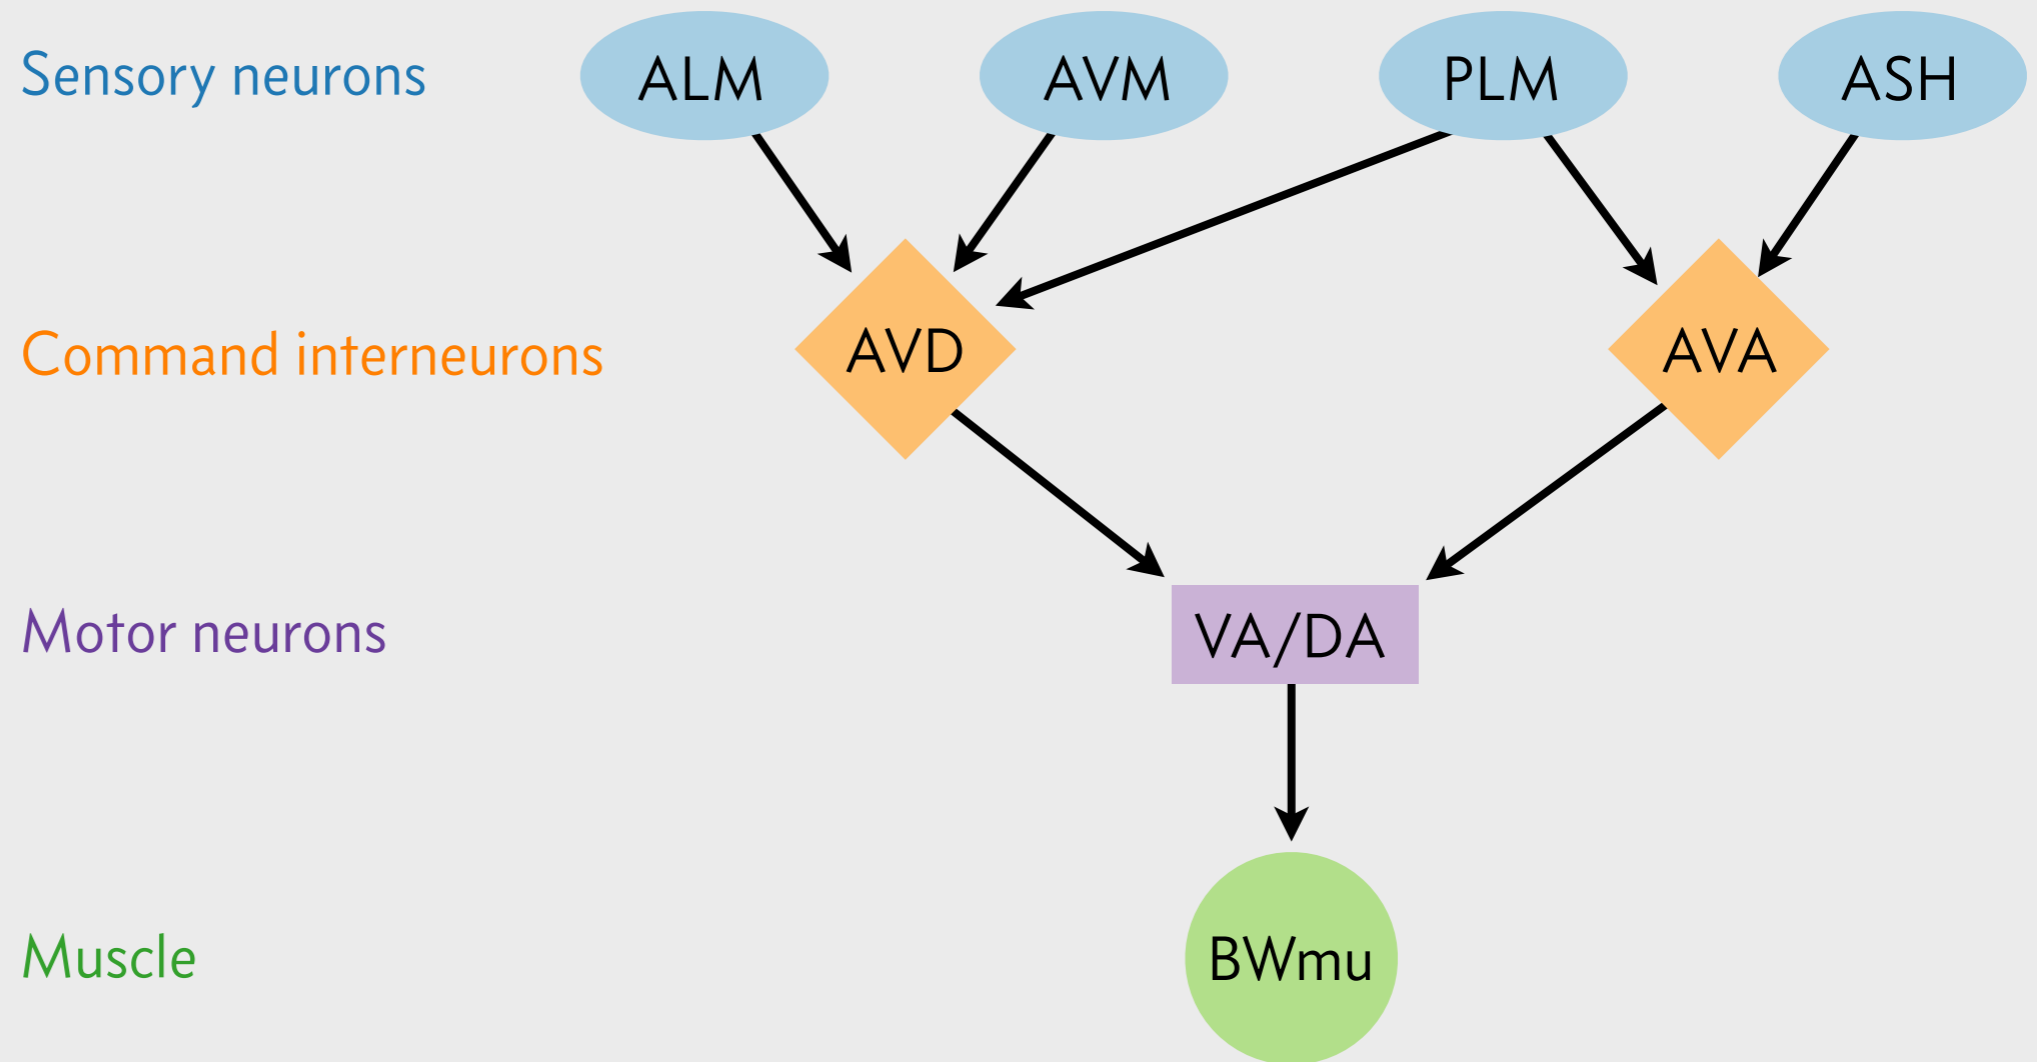 Sensory neurons
ALM
AVM
PLM
ASH
Command interneurons
AVD
AVA
Motor neurons
VA/DA
Muscle
BWmu